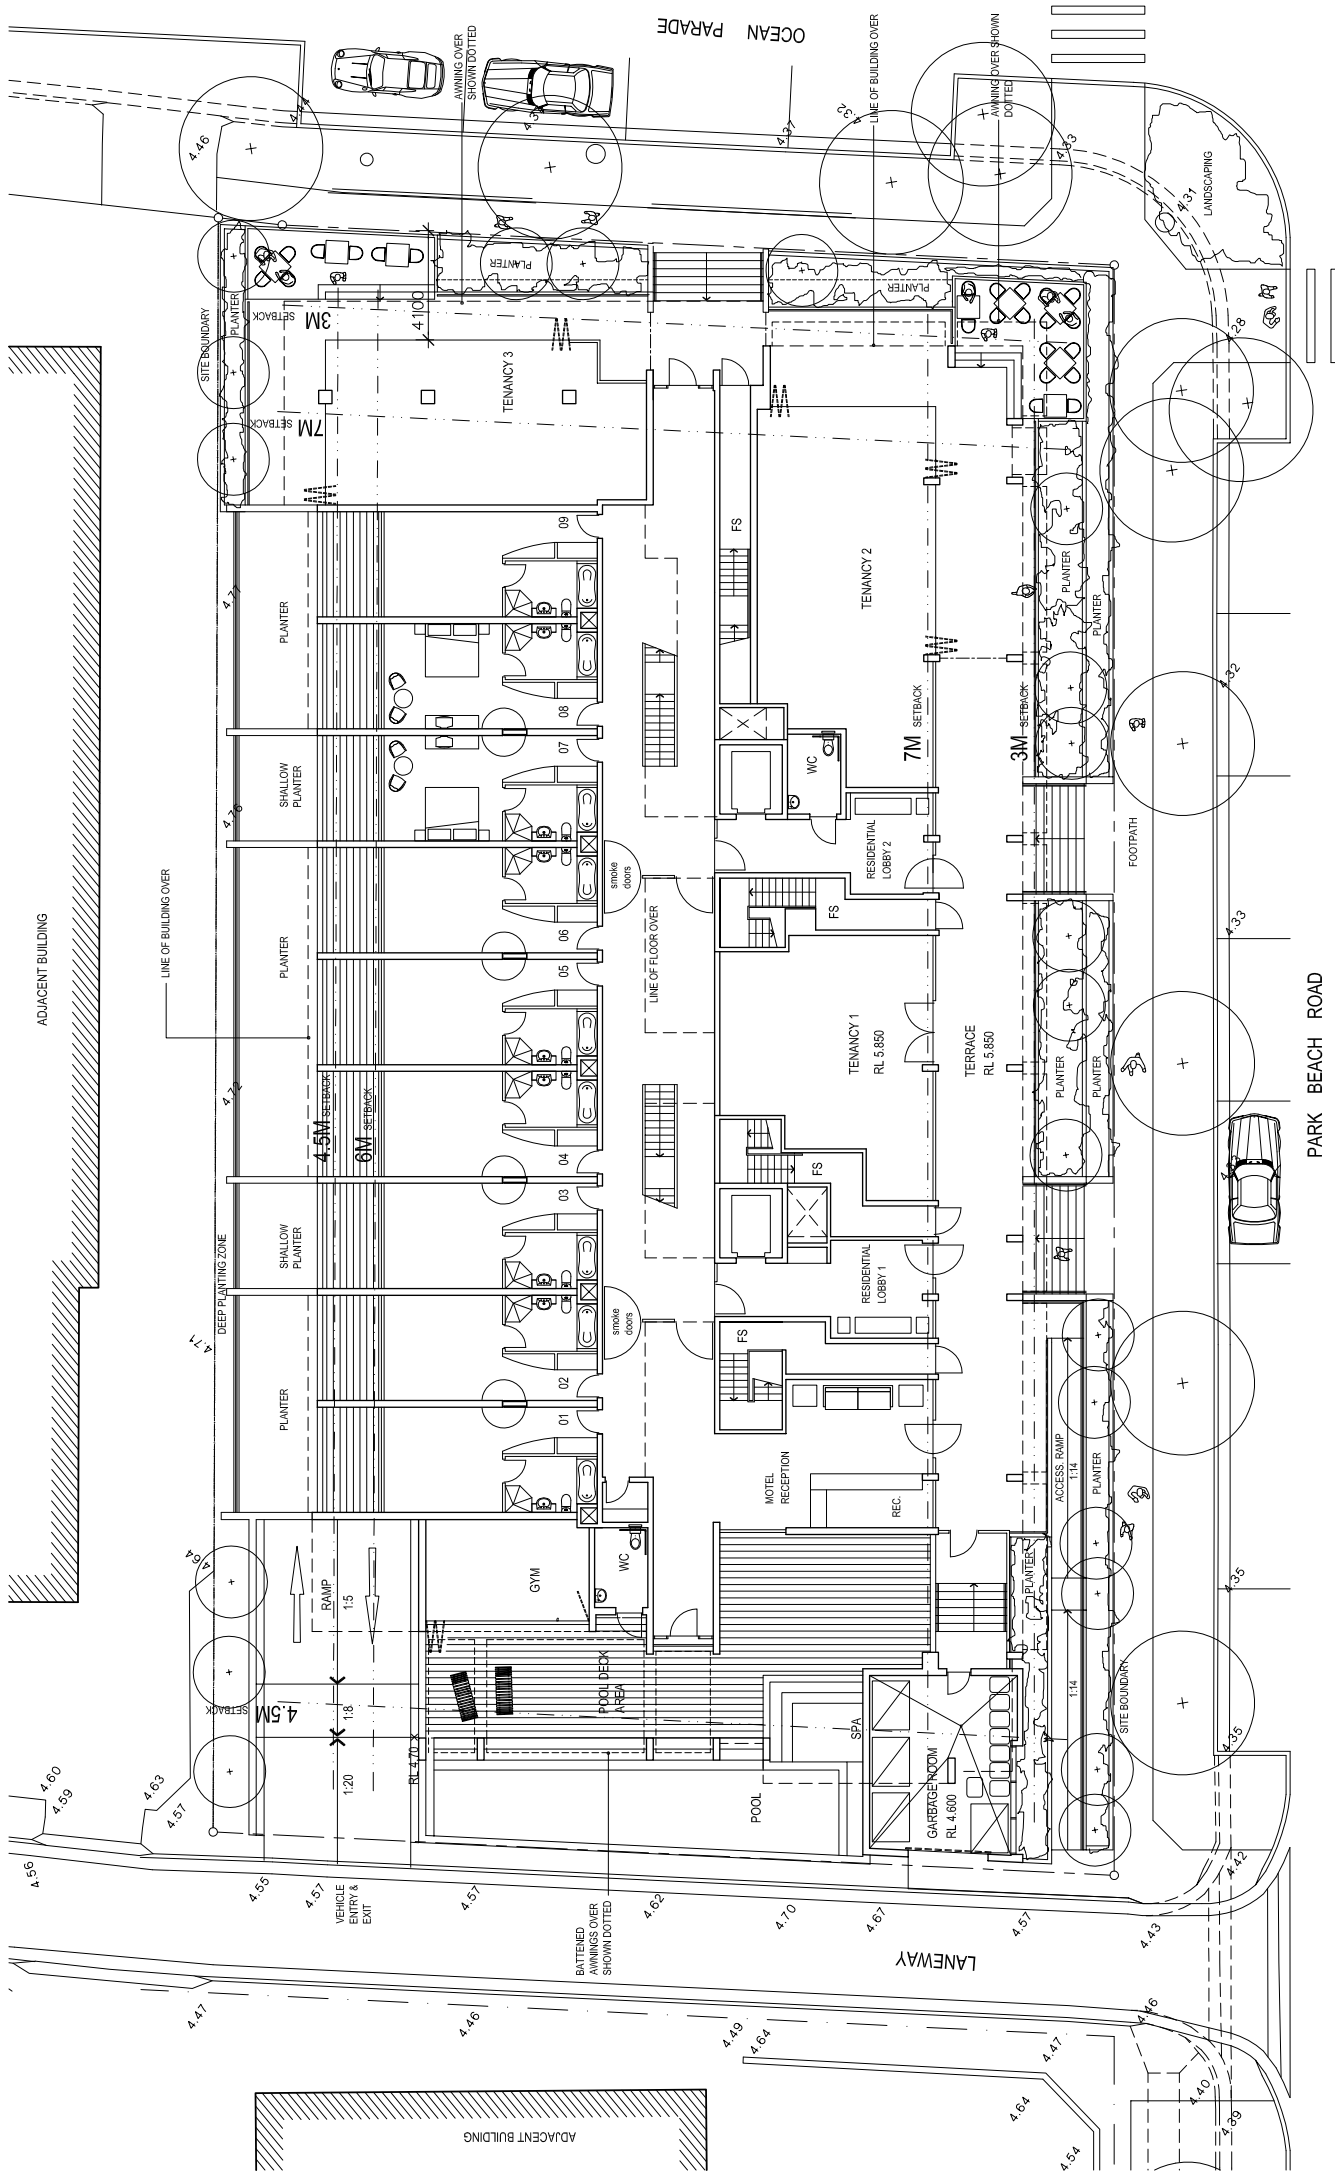 OCEAN PARADE
AWNING OVER
SHOWN DOTTED
LINE OF BUILDING OVER
AWNING OVER SHOWN
DOTTED
4.46
4.44
4.37
4.32
4.33
4.31
LANDSCAPING
SITE BOUNDARY
PLANTER
3M SETBACK
4100
PLANTER
PLANTER
7M SETBACK
TENANCY 3
4.28
ADJACENT BUILDING
LINE OF BUILDING OVER
4.77
4.76
4.72
4.71
4.64
DEEP PLANTING ZONE
PLANTER
SHALLOW
PLANTER
PLANTER
SHALLOW
PLANTER
PLANTER
4.5M SETBACK
6M SETBACK
09
08
07
06
05
04
03
02
01
smoke
doors
smoke
doors
LINE OF FLOOR OVER
FS
TENANCY 2
WC
RESIDENTIAL
LOBBY 2
FS
TENANCY 1
RL 5.850
TERRACE
RL 5.850
FS
RESIDENTIAL
LOBBY 1
FS
MOTEL
RECEPTION
REC.
7M SETBACK
3M SETBACK
PLANTER
PLANTER
FOOTPATH
PLANTER
PLANTER
ACCESS. RAMP
1:14
PLANTER
PLANTER
1:14
SITE BOUNDARY
4.32
4.33
4.35
4.35
PARK BEACH ROAD
RAMP
1:5
1:8
1:20
4.5M SETBACK
GYM
WC
POOL DECK
AREA
RL 4.70
SPA
POOL
GARBAGE ROOM
RL 4.600
4.60
4.59
4.63
4.57
4.56
4.55
4.57
VEHICLE
ENTRY &
EXIT
4.57
BATTENED
AWNINGS OVER
SHOWN DOTTED
4.62
4.70
4.67
4.57
4.43
4.42
LANEWAY
4.47
4.46
4.49
4.64
4.47
4.46
4.40
4.39
4.64
4.54
ADJACENT BUILDING